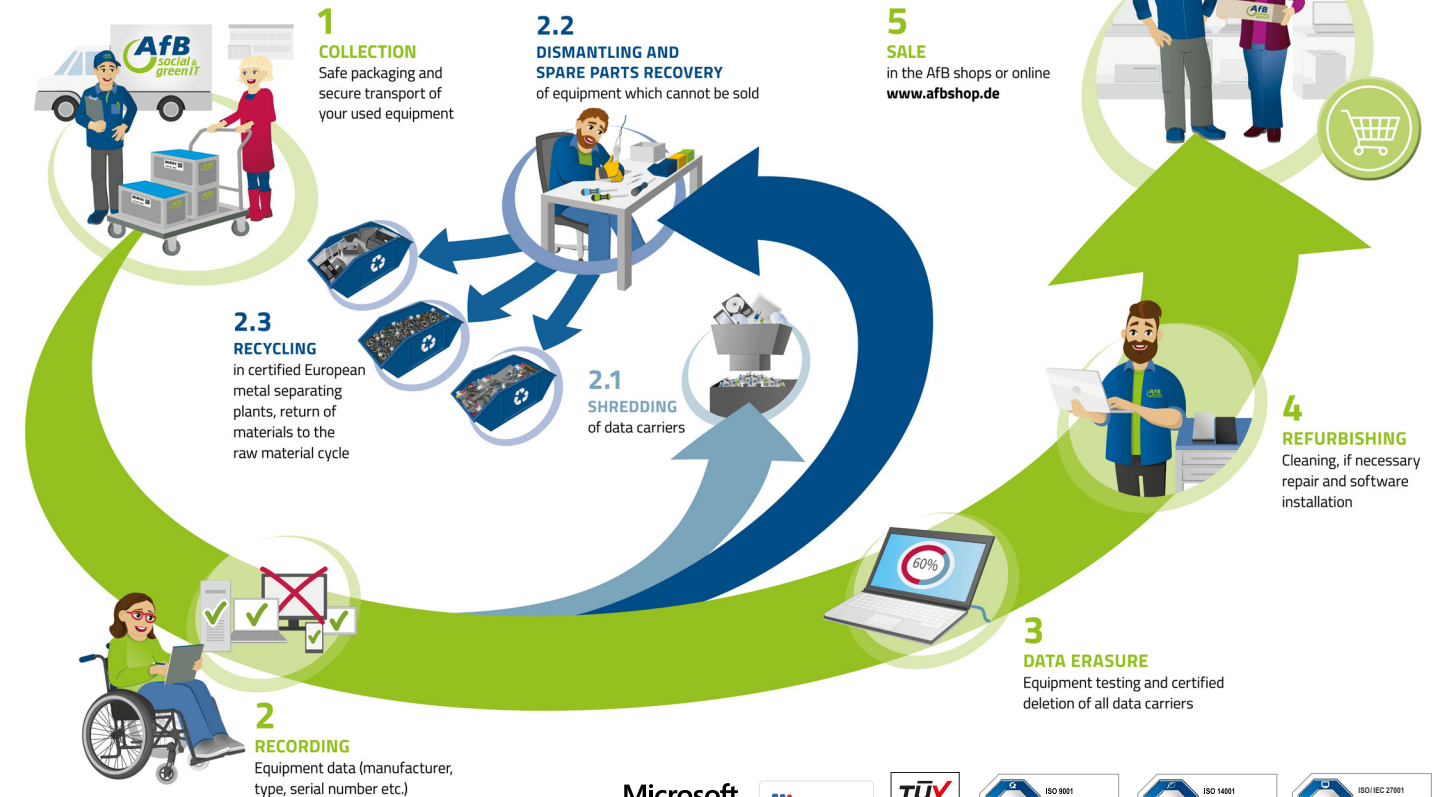 1
COLLECTION
Safe packaging and
secure transport of
your used equipment
AfB
social &
green IT
2.2
DISMANTLING AND
SPARE PARTS RECOVERY
of equipment which cannot be sold
5
SALE
in the AfB shops or online
www.afbshop.de
AfB
2.3
RECYCLING
in certified European
metal separating
plants, return of
materials to the
raw material cycle
2.1
SHREDDING
of data carriers
AfB
4
REFURBISHING
Cleaning, if necessary
repair and software
installation
60%
3
DATA ERASURE
Equipment testing and certified
deletion of all data carriers
2
RECORDING
Equipment data (manufacturer,
type, serial number etc.)
Microsoft
TÜV
ISO 9001
ISO 14001
ISO/IEC 27001